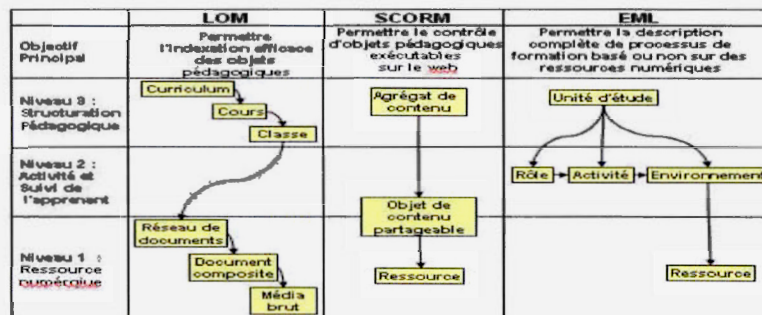 LOM
SCORM
EML
Objectif
Principal
Permettre
l'indexation efficace
des objets
pédagogiques
Permettre le contrôle
d'objets pédagogiques
exécutables
sur le web
Permettre la description
complète de processus de
formation basé ou non sur des
ressources numériques
Niveau 3 :
Structuration
Pédagogique
Curriculum
Cours
Classe
Agrégat de
contenu
Unité d'étude
Niveau 2 :
Activité et
Suivi de
l'apprenant
Rôle
Activité
Environnement
Objet de
contenu
partageable
Niveau 1 :
Ressource
numérique
Réseau de
documents
Document
composite
Média
brut
Ressource
Ressource